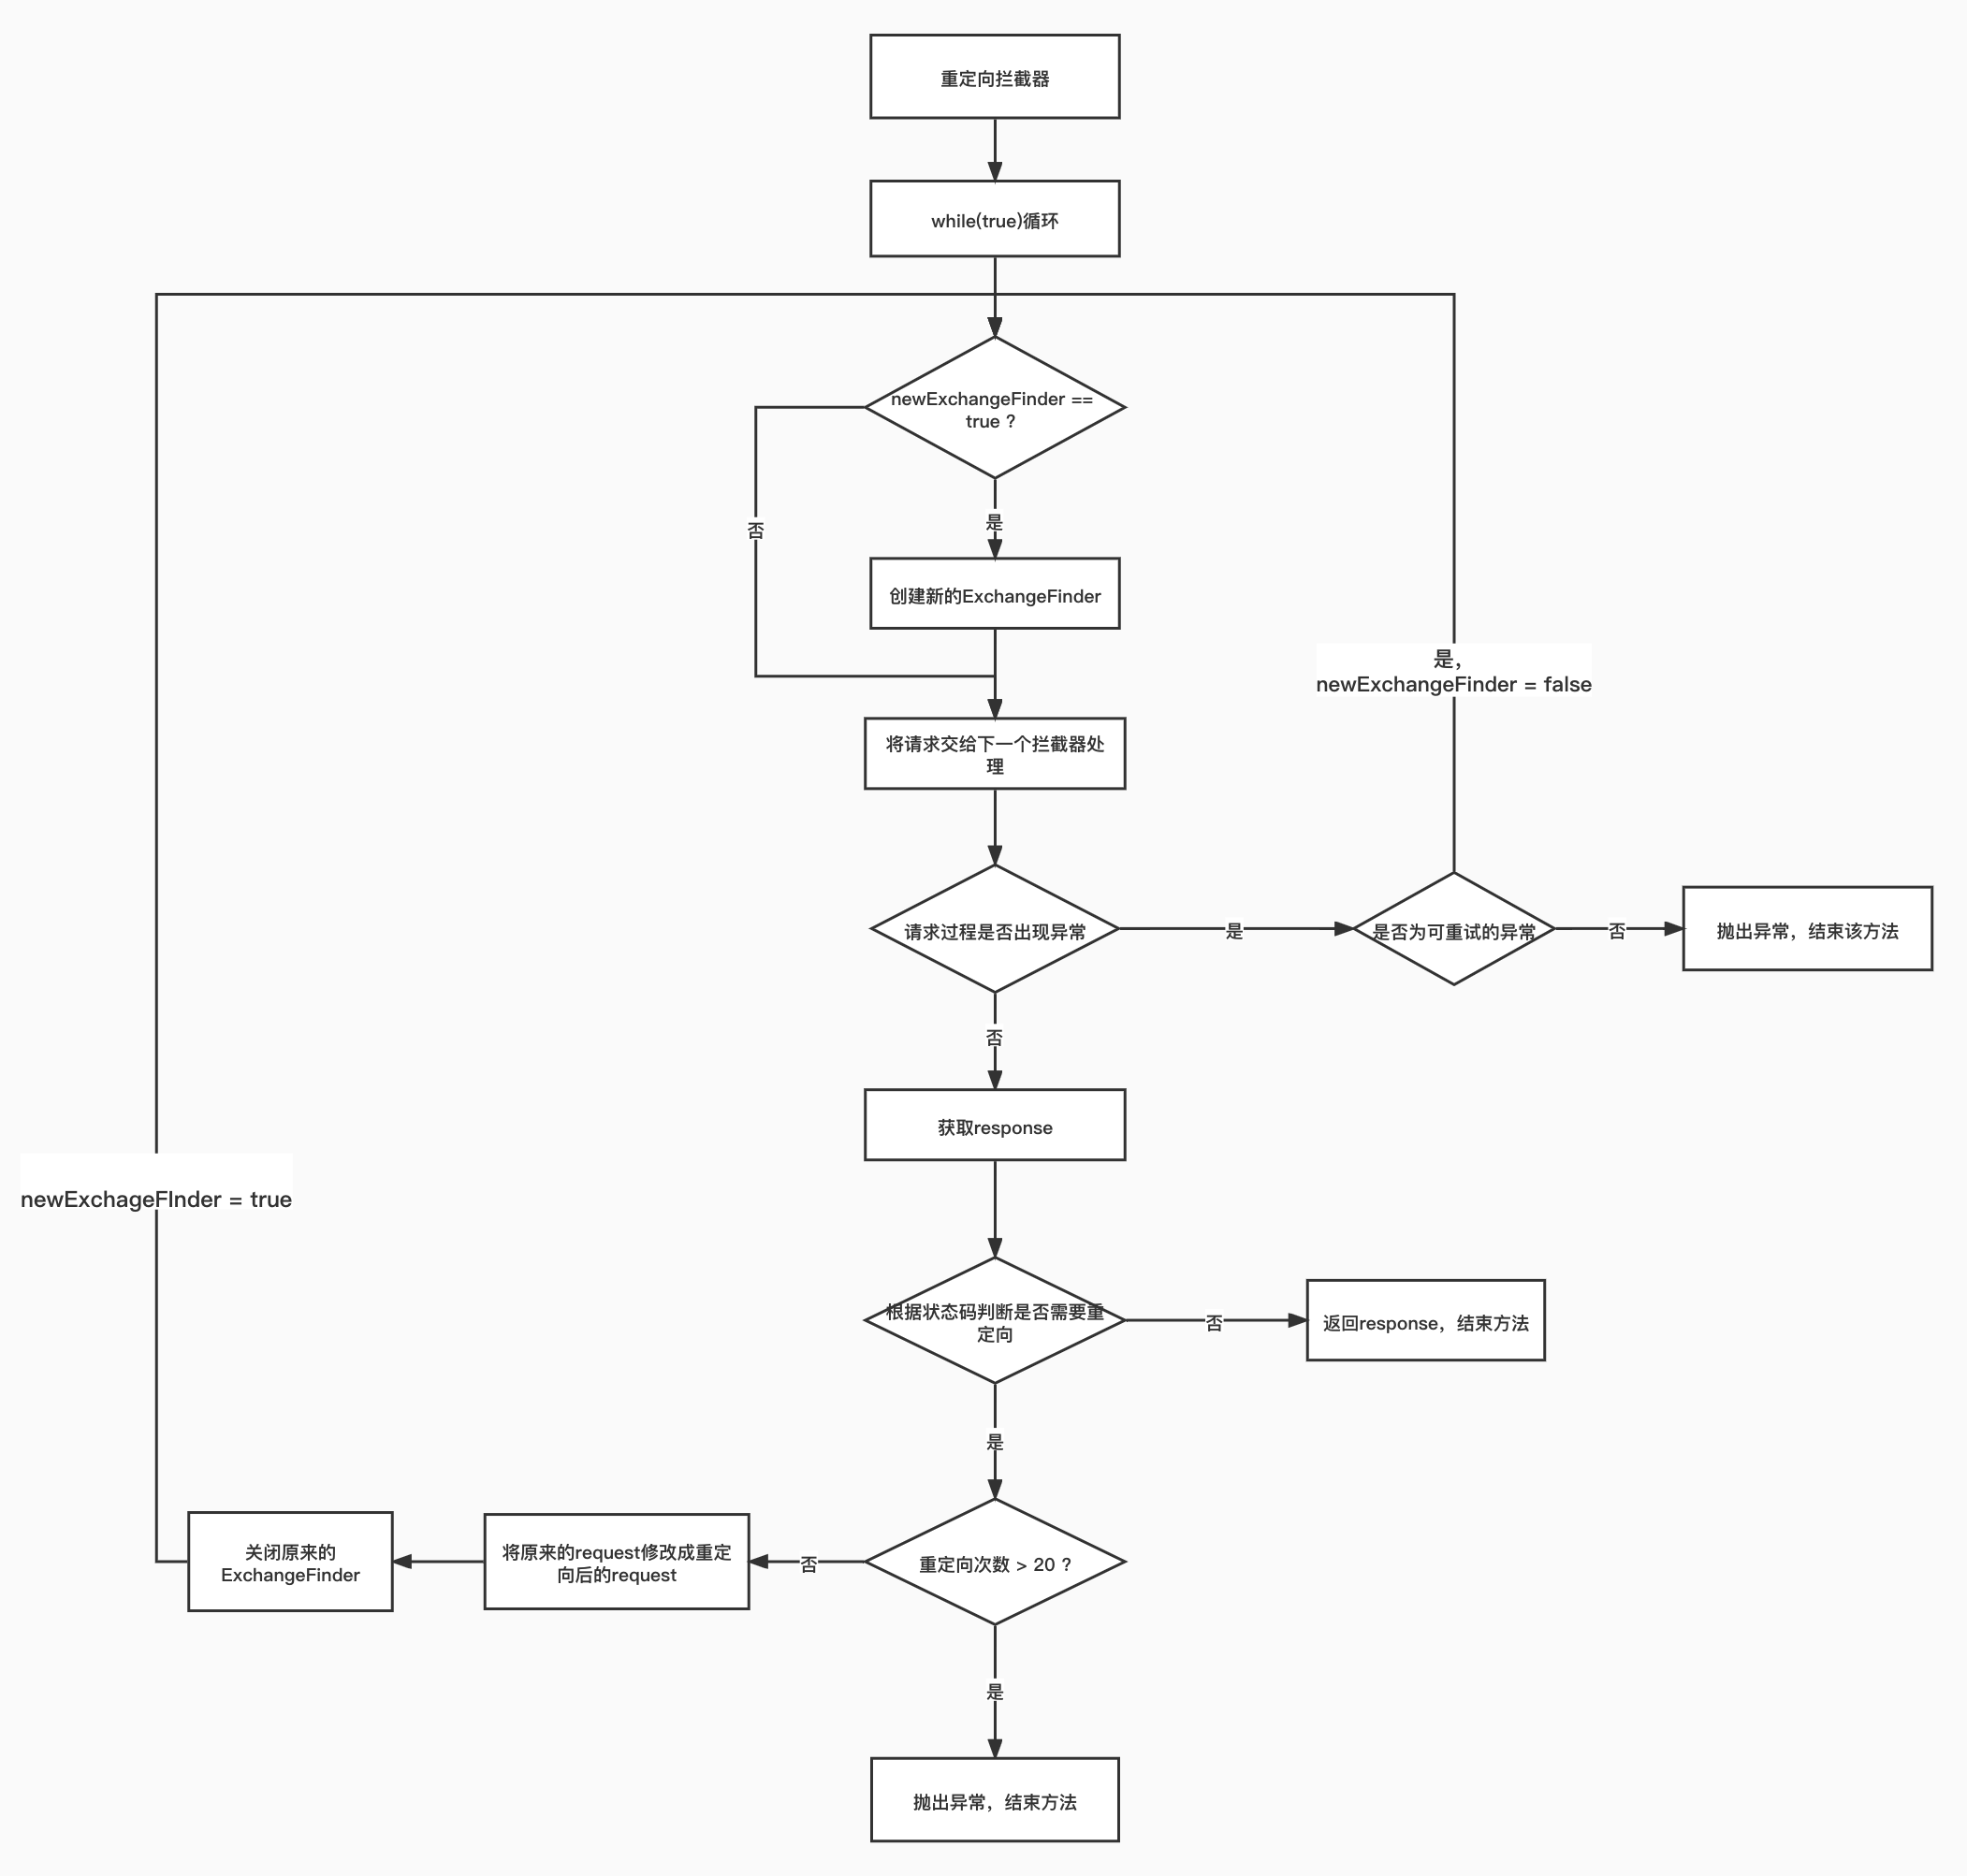 重定向拦截器
while(true)循环
newExchangeFinder ==
true ?
否
是
创建新的ExchangeFinder
是,
newExchangeFinder = false
将请求交给下一个拦截器处
理
请求过程是否出现异常
是
是否为可重试的异常
否
抛出异常，结束该方法
否
获取response
newExchageFInder = true
根据状态码判断是否需要重
定向
否
返回response，结束方法
是
关闭原来的
ExchangeFinder
将原来的request修改成重定
向后的request
否
重定向次数 > 20 ?
是
抛出异常，结束方法